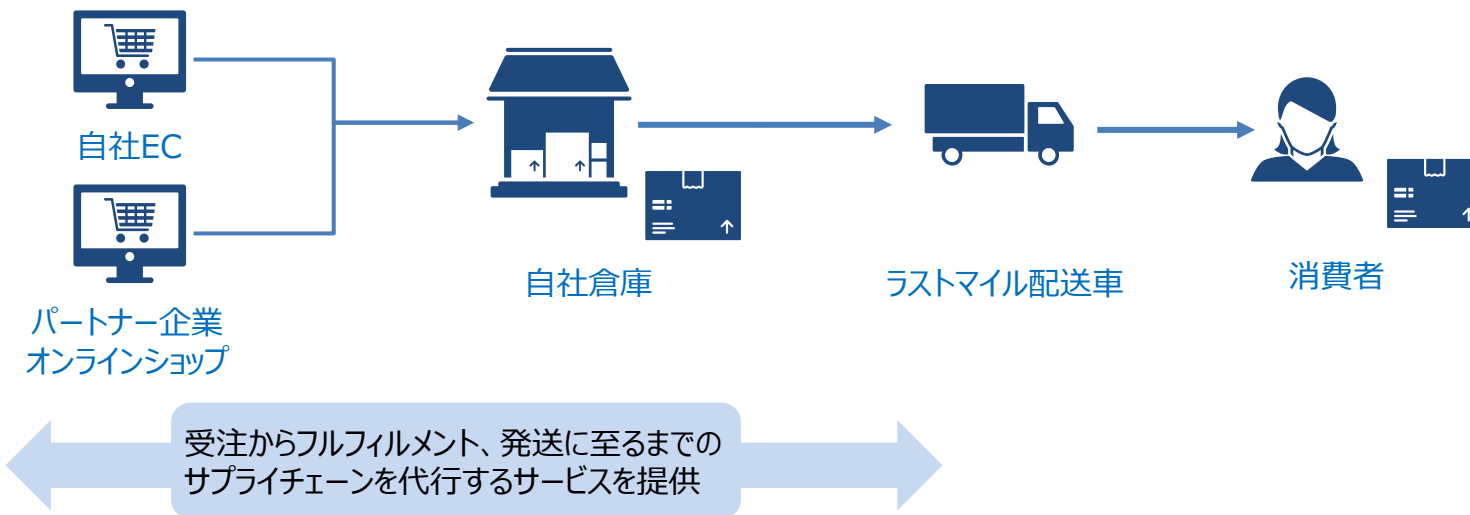 自社EC
パートナー企業
オンラインショップ
自社倉庫
ラストマイル配送車
消費者
受注からフルフィルメント、発送に至るまでの
サプライチェーンを代行するサービスを提供